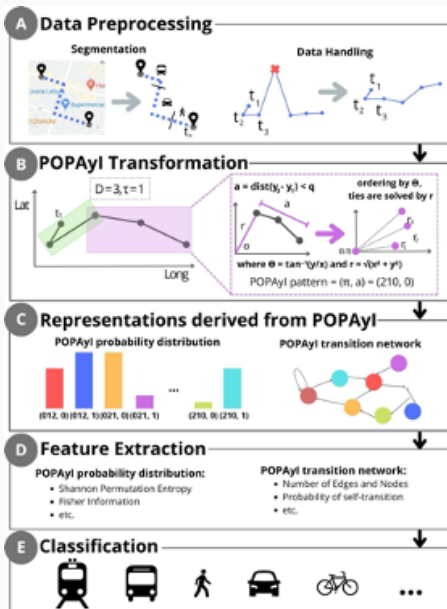 A Data Preprocessing
Segmentation
Data Handling
t₁
t₂
t₃
t₁
t₂
t₃
B POPAyI Transformation
D=3,τ=1
Lat
t₁
Long
a
r
ordering by Θ,
ties are solved by r
where Θ = tan⁻¹(y/x) and r = √(x² + y²)
POPAyI pattern = (π, a) = (210, 0)
C Representations derived from POPAyI
POPAyI probability distribution
POPAyI transition network
...
(012, 0) (012, 1) (021, 0) (021, 1) (210, 0) (210, 1)
D Feature Extraction
POPAyI probability distribution:
• Shannon Permutation Entropy
• Fisher Information
• etc.
POPAyI transition network:
• Number of Edges and Nodes
• Probability of self-transition
• etc.
E Classification
...